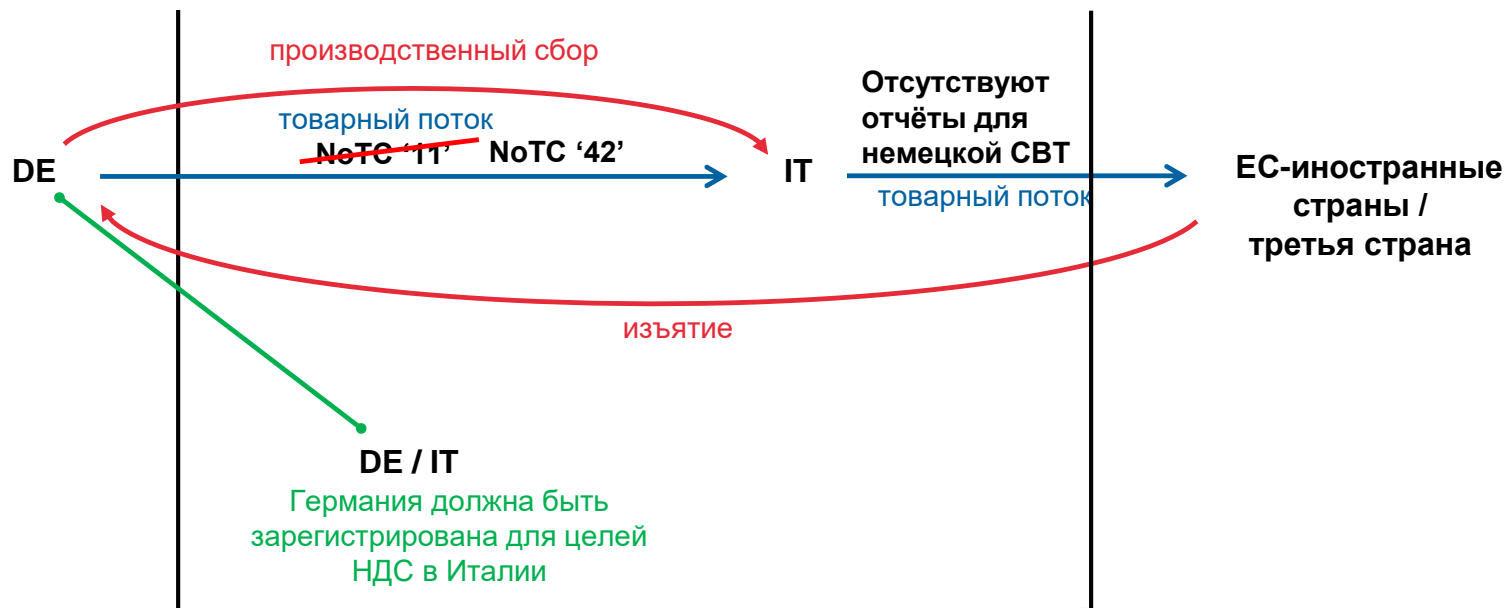 производственный сбор
товарный поток
NoTC ‘11’ NoTC ‘42’
DE
IT
Отсутствуют
отчёты для
немецкой СВТ
товарный поток
ЕС-иностранные
страны /
третья страна
изъятие
DE / IT
Германия должна быть
зарегистрирована для целей
НДС в Италии